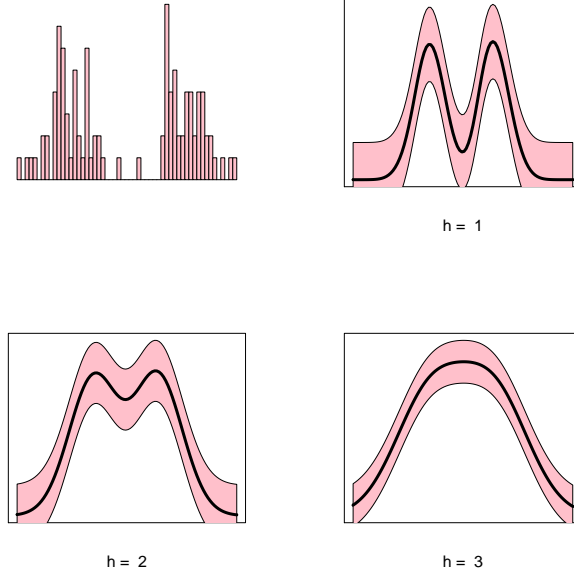 h = 1
h = 2
h = 3